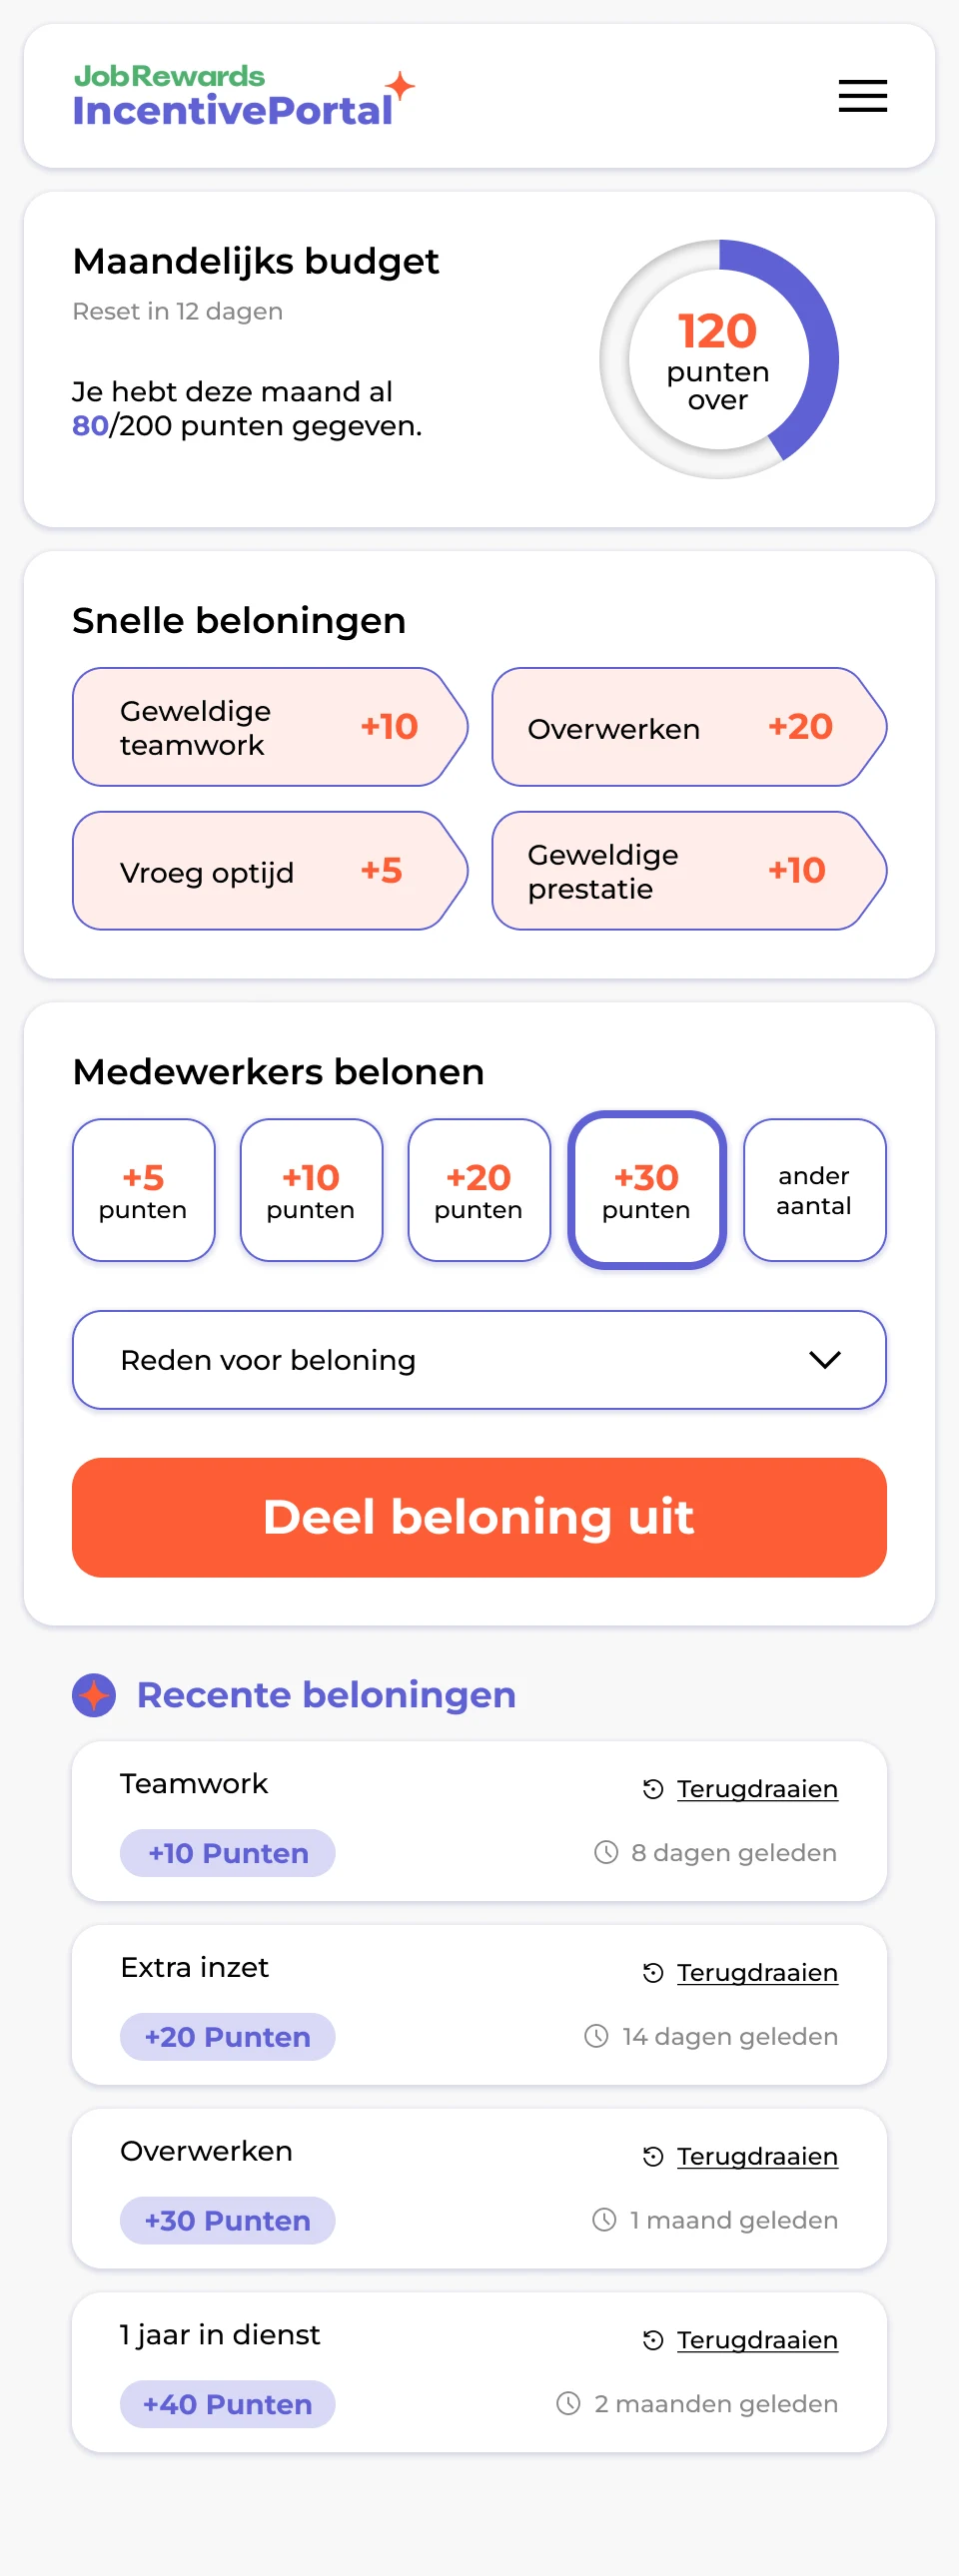 JobRewards
IncentivePortal
Maandelijks budget
Reset in 12 dagen
Je hebt deze maand al
80/200 punten gegeven.
120
punten
over
Snelle beloningen
Geweldige
teamwork
+10
Overwerken
+20
Vroeg optijd
+5
Geweldige
prestatie
+10
Medewerkers belonen
+5
punten
+10
punten
+20
punten
+30
punten
ander
aantal
Reden voor beloning
Deel beloning uit
Recente beloningen
Teamwork
Terugdraaien
+10 Punten
8 dagen geleden
Extra inzet
Terugdraaien
+20 Punten
14 dagen geleden
Overwerken
Terugdraaien
+30 Punten
1 maand geleden
1 jaar in dienst
Terugdraaien
+40 Punten
2 maanden geleden